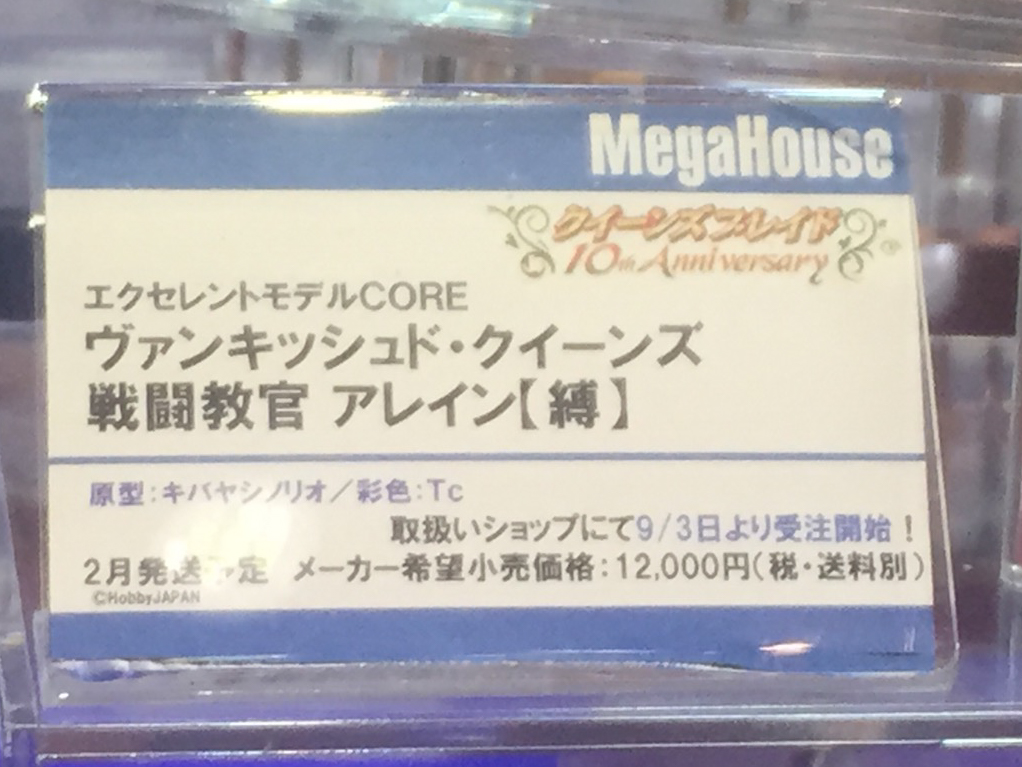 MegaHouse
クイーンズブレイド
10th Anniversary
エクセレントモデルCORE
ヴァンキッシュド・クイーンズ
戦闘教官 アレイン【縛】
原型：キバヤシノリオ／彩色：Tc
取扱いショップにて9/3日より受注開始！
2月発送予定 メーカー希望小売価格：12,000円（税・送料別）
©HobbyJAPAN